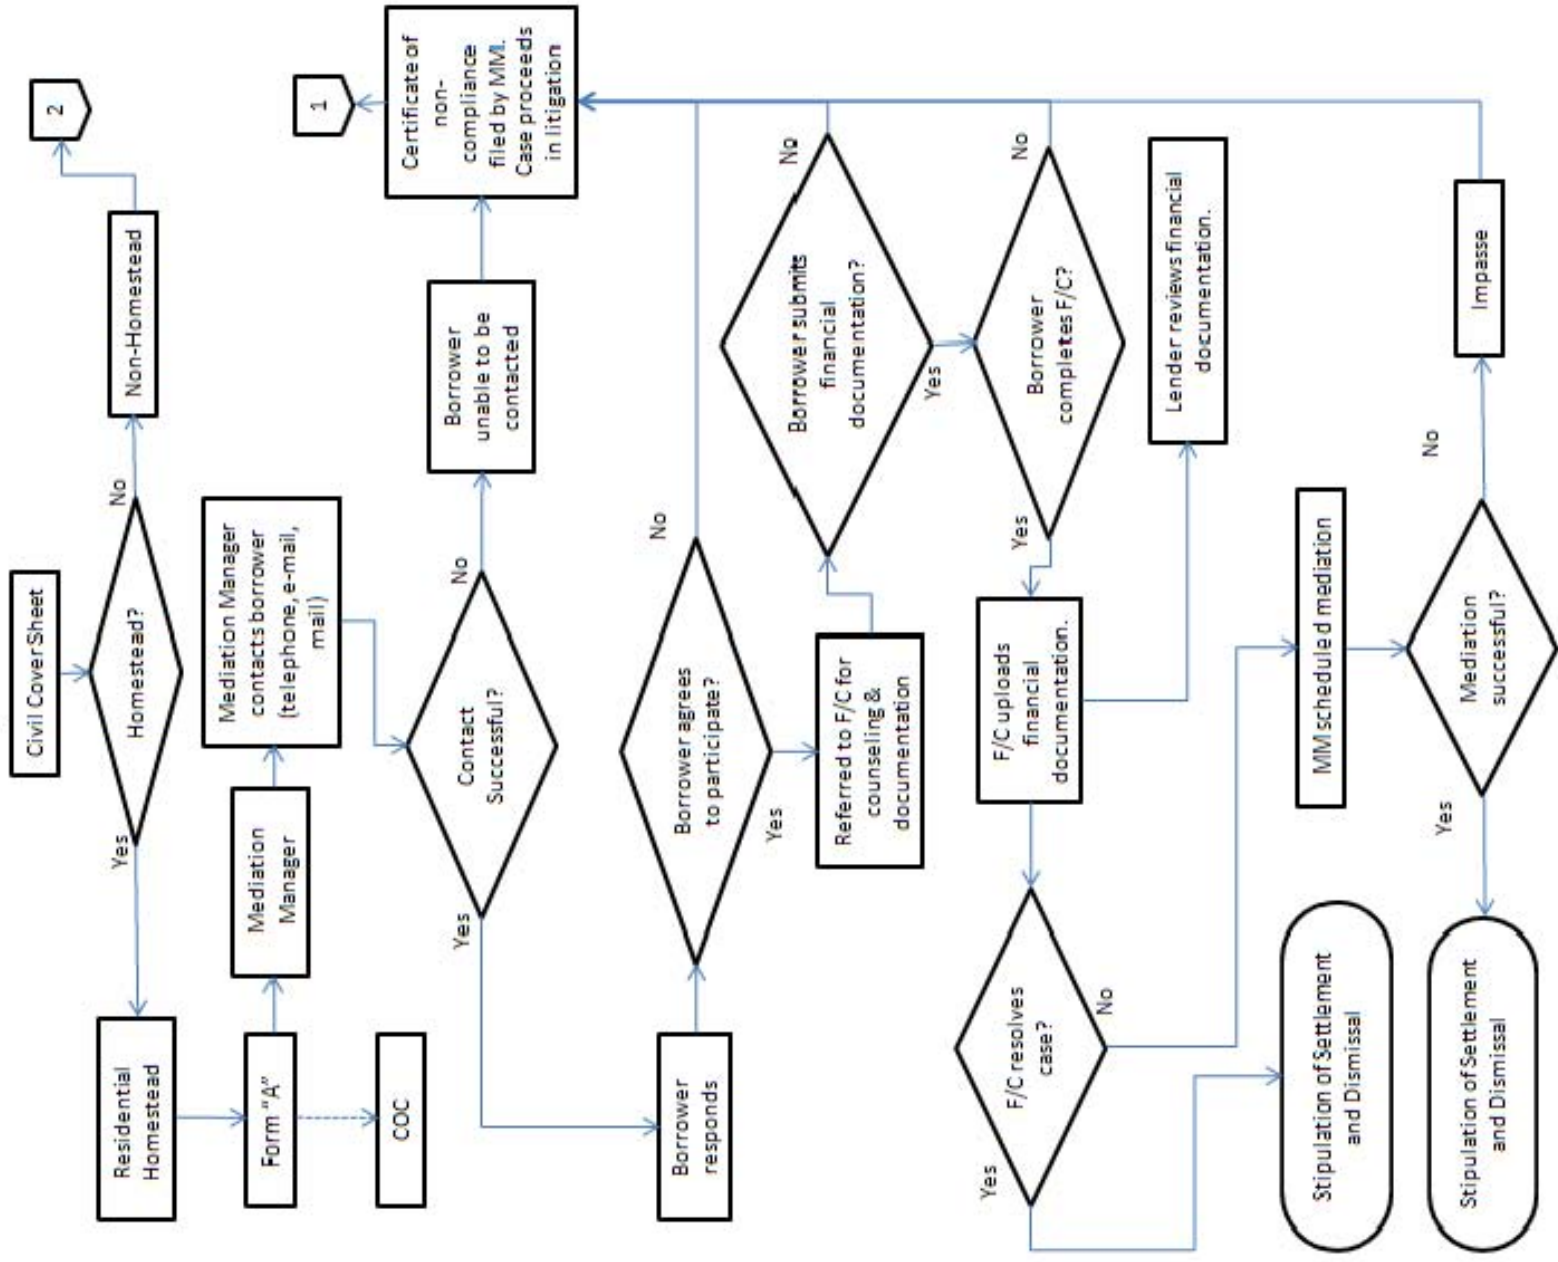 Civil Cover Sheet
Homestead?
Yes
No
Non-Homestead
2
Residential
Homestead
Form "A"
COC
Mediation
Manager
Mediation Manager
contacts borrower
(telephone, e-mail,
mail)
Contact
Successful?
Yes
No
Borrower
unable to be
contacted
Certificate of
non-
compliance
filed by MM.
Case proceeds
in litigation
1
Borrower
responds
Borrower agrees
to participate?
No
Yes
Referred to F/C for
counseling &
documentation
Borrower submits
financial
documentation?
No
Yes
Borrower
completes F/C?
No
Yes
F/C uploads
financial
documentation.
Lender reviews financial
documentation.
F/C resolves
case?
Yes
No
Stipulation of Settlement
and Dismissal
MM scheduled mediation
Mediation
successful?
No
Impasse
Yes
Stipulation of Settlement
and Dismissal